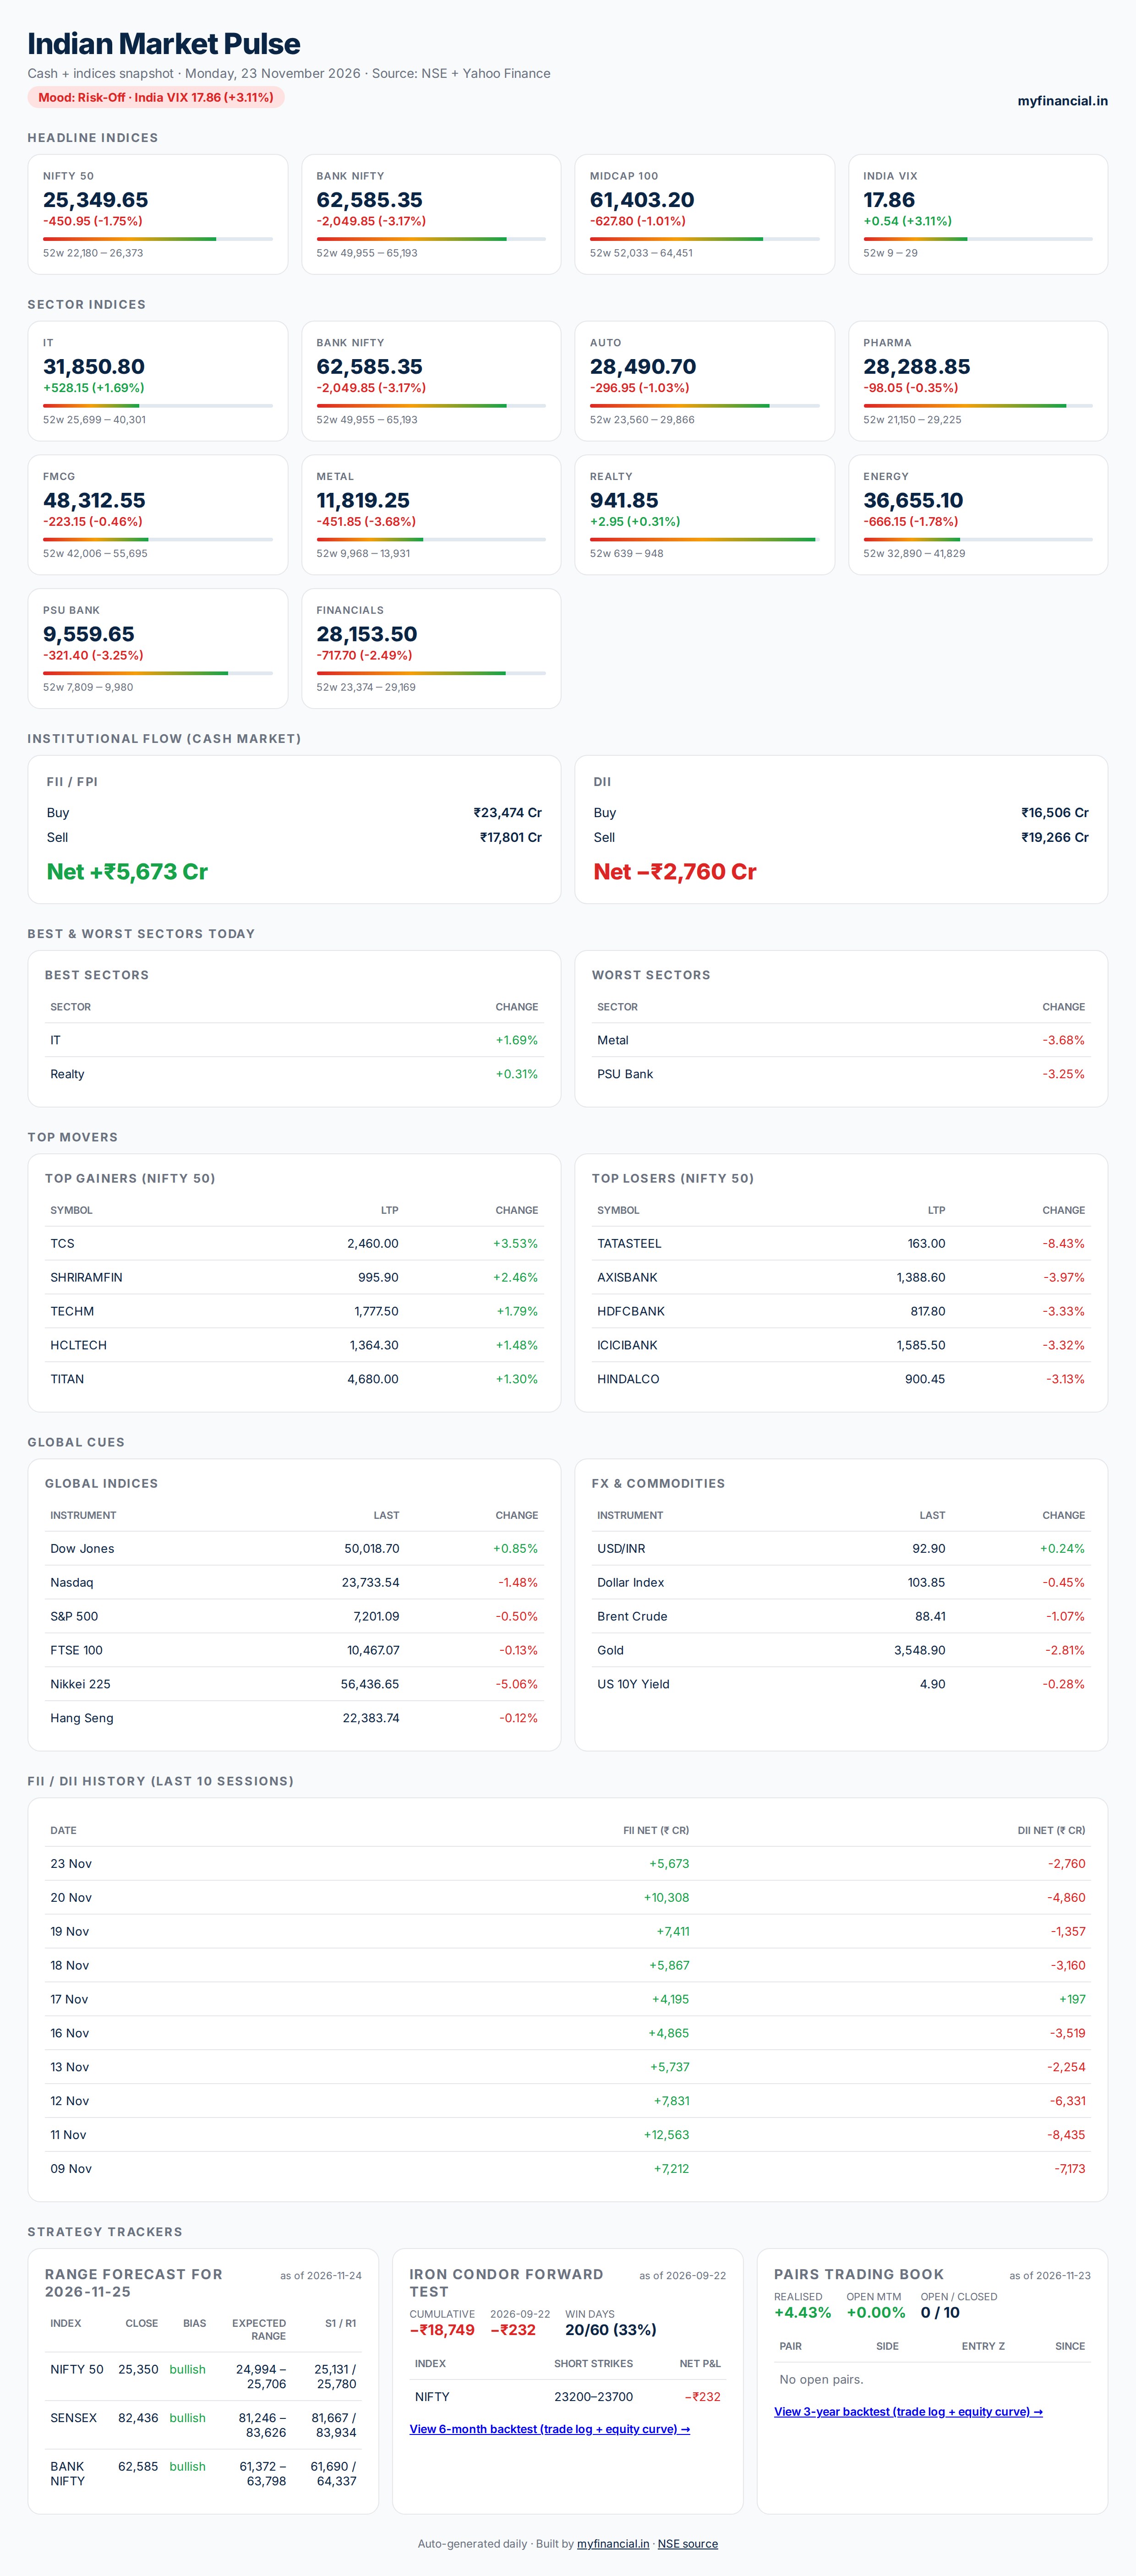 Indian Market Pulse
Cash + indices snapshot · Monday, 23 November 2026 · Source: NSE + Yahoo Finance
Mood: Risk-Off · India VIX 17.86 (+3.11%)
myfinancial.in
HEADLINE INDICES
NIFTY 50
25,349.65
-450.95 (-1.75%)
52w 22,180 – 26,373
BANK NIFTY
62,585.35
-2,049.85 (-3.17%)
52w 49,955 – 65,193
MIDCAP 100
61,403.20
-627.80 (-1.01%)
52w 52,033 – 64,451
INDIA VIX
17.86
+0.54 (+3.11%)
52w 9 – 29
SECTOR INDICES
IT
31,850.80
+528.15 (+1.69%)
52w 25,699 – 40,301
BANK NIFTY
62,585.35
-2,049.85 (-3.17%)
52w 49,955 – 65,193
AUTO
28,490.70
-296.95 (-1.03%)
52w 23,560 – 29,866
PHARMA
28,288.85
-98.05 (-0.35%)
52w 21,150 – 29,225
FMCG
48,312.55
-223.15 (-0.46%)
52w 42,006 – 55,695
METAL
11,819.25
-451.85 (-3.68%)
52w 9,968 – 13,931
REALTY
941.85
+2.95 (+0.31%)
52w 639 – 948
ENERGY
36,655.10
-666.15 (-1.78%)
52w 32,890 – 41,829
PSU BANK
9,559.65
-321.40 (-3.25%)
52w 7,809 – 9,980
FINANCIALS
28,153.50
-717.70 (-2.49%)
52w 23,374 – 29,169
INSTITUTIONAL FLOW (CASH MARKET)
FII / FPI
Buy ₹23,474 Cr
Sell ₹17,801 Cr
Net +₹5,673 Cr
DII
Buy ₹16,506 Cr
Sell ₹19,266 Cr
Net −₹2,760 Cr
BEST & WORST SECTORS TODAY
BEST SECTORS
SECTOR CHANGE
IT +1.69%
Realty +0.31%
WORST SECTORS
SECTOR CHANGE
Metal -3.68%
PSU Bank -3.25%
TOP MOVERS
TOP GAINERS (NIFTY 50)
SYMBOL LTP CHANGE
TCS 2,460.00 +3.53%
SHRIRAMFIN 995.90 +2.46%
TECHM 1,777.50 +1.79%
HCLTECH 1,364.30 +1.48%
TITAN 4,680.00 +1.30%
TOP LOSERS (NIFTY 50)
SYMBOL LTP CHANGE
TATASTEEL 163.00 -8.43%
AXISBANK 1,388.60 -3.97%
HDFCBANK 817.80 -3.33%
ICICIBANK 1,585.50 -3.32%
HINDALCO 900.45 -3.13%
GLOBAL CUES
GLOBAL INDICES
INSTRUMENT LAST CHANGE
Dow Jones 50,018.70 +0.85%
Nasdaq 23,733.54 -1.48%
S&P 500 7,201.09 -0.50%
FTSE 100 10,467.07 -0.13%
Nikkei 225 56,436.65 -5.06%
Hang Seng 22,383.74 -0.12%
FX & COMMODITIES
INSTRUMENT LAST CHANGE
USD/INR 92.90 +0.24%
Dollar Index 103.85 -0.45%
Brent Crude 88.41 -1.07%
Gold 3,548.90 -2.81%
US 10Y Yield 4.90 -0.28%
FII / DII HISTORY (LAST 10 SESSIONS)
DATE FII NET (₹ CR) DII NET (₹ CR)
23 Nov +5,673 -2,760
20 Nov +10,308 -4,860
19 Nov +7,411 -1,357
18 Nov +5,867 -3,160
17 Nov +4,195 +197
16 Nov +4,865 -3,519
13 Nov +5,737 -2,254
12 Nov +7,831 -6,331
11 Nov +12,563 -8,435
09 Nov +7,212 -7,173
STRATEGY TRACKERS
RANGE FORECAST FOR as of 2026-11-24
2026-11-25
INDEX CLOSE BIAS EXPECTED S1 / R1
RANGE
NIFTY 50 25,350 bullish 24,994 – 25,131 /
25,706 25,780
SENSEX 82,436 bullish 81,246 – 81,667 /
83,626 83,934
BANK 62,585 bullish 61,372 – 61,690 /
NIFTY 63,798 64,337
IRON CONDOR FORWARD as of 2026-09-22
TEST
CUMULATIVE 2026-09-22 WIN DAYS
−₹18,749 −₹232 20/60 (33%)
INDEX SHORT STRIKES NET P&L
NIFTY 23200–23700 −₹232
View 6-month backtest (trade log + equity curve) →
PAIRS TRADING BOOK as of 2026-11-23
REALISED OPEN MTM OPEN / CLOSED
+4.43% +0.00% 0 / 10
PAIR SIDE ENTRY Z SINCE
No open pairs.
View 3-year backtest (trade log + equity curve) →
Auto-generated daily · Built by myfinancial.in · NSE source